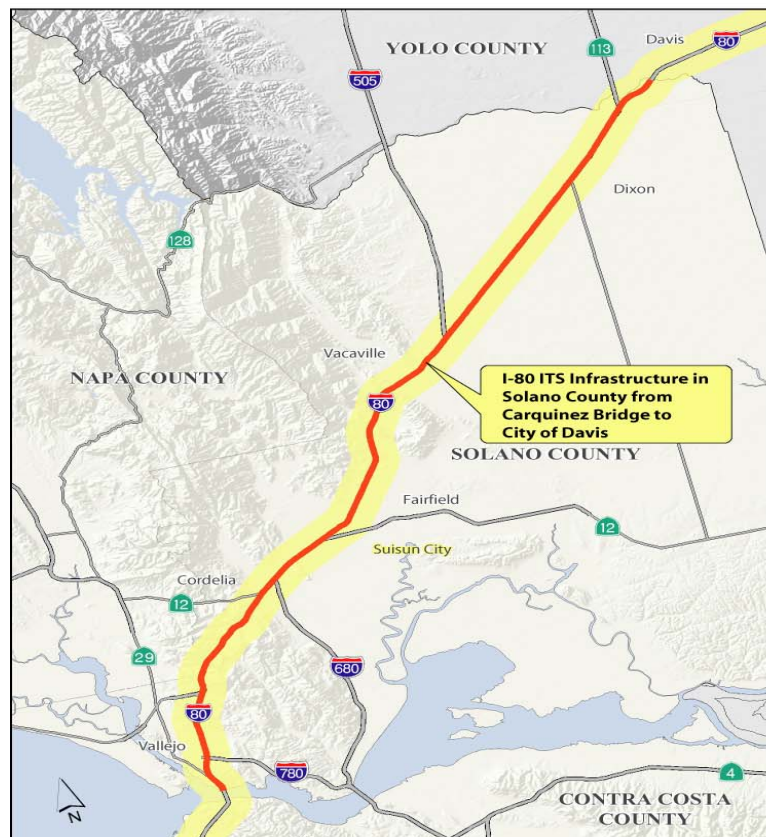 YOLO COUNTY
113
Davis
80
505
Dixon
128
Vacaville
NAPA COUNTY
80
I-80 ITS Infrastructure in
Solano County from
Carquinez Bridge to
City of Davis
SOLANO COUNTY
Fairfield
12
Suisun City
Cordelia
12
29
680
80
Vallejo
780
4
CONTRA COSTA
COUNTY
N